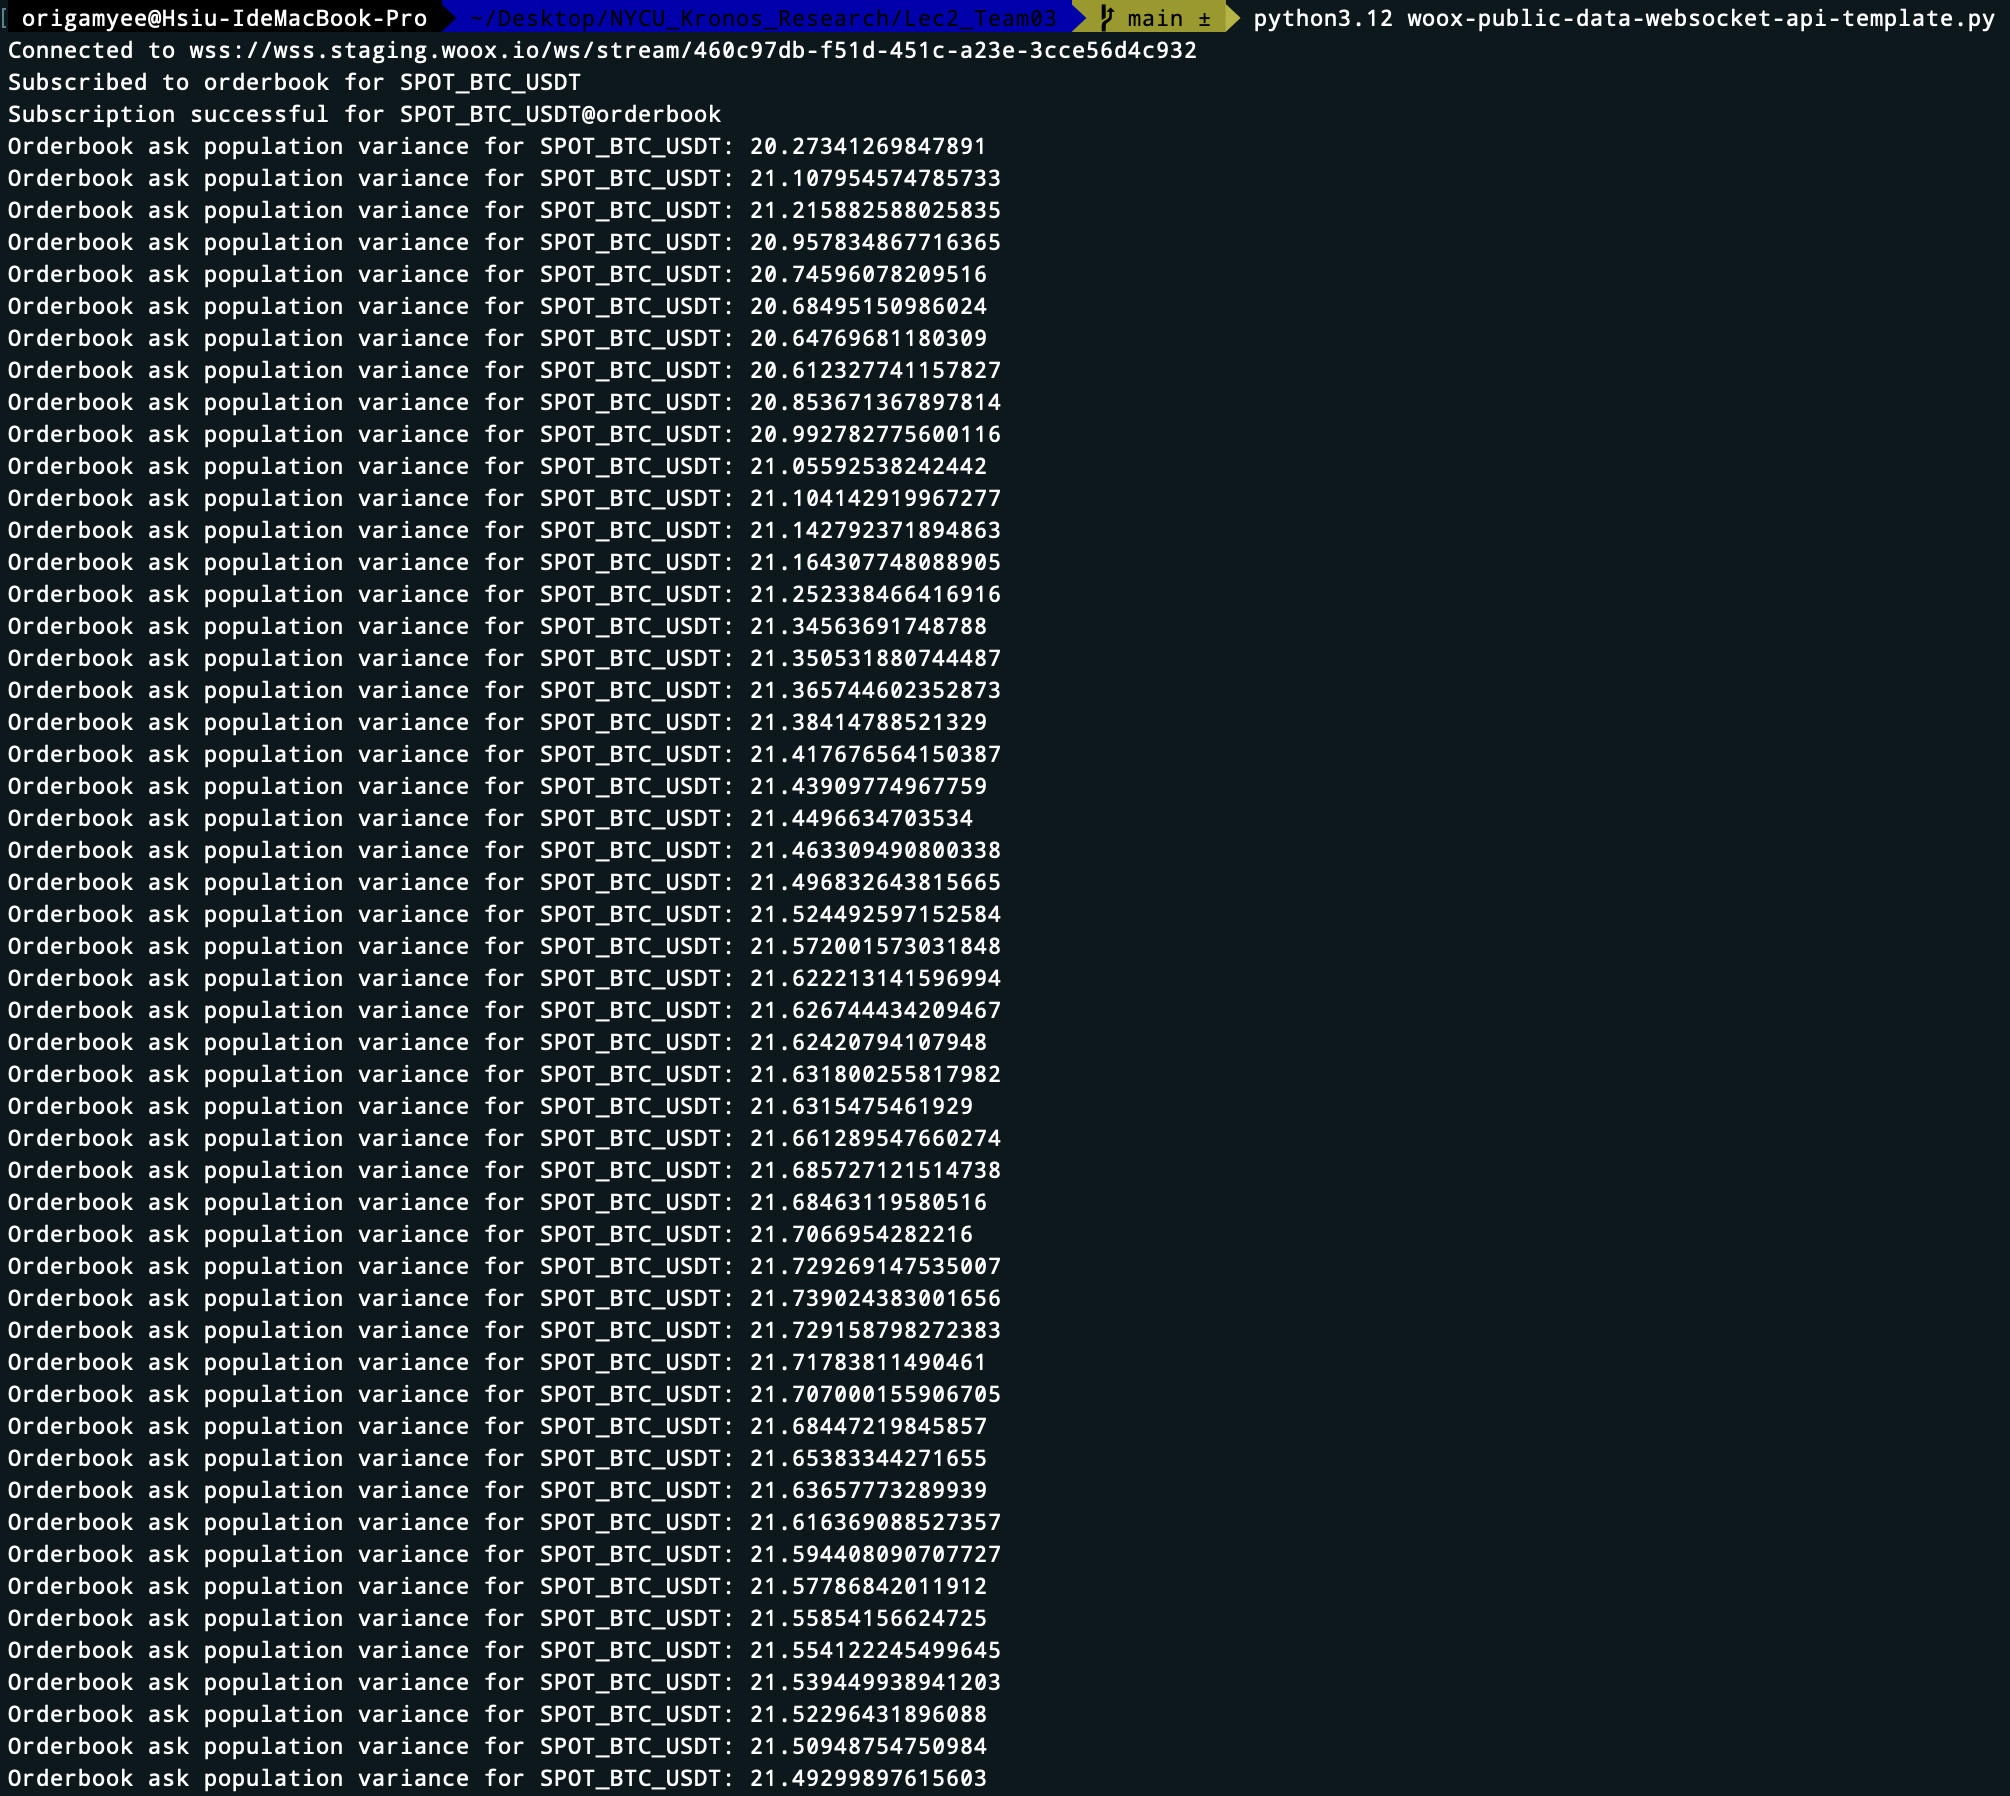 origamyee@Hsiu-IdeMacBook-Pro ~/Desktop/NYCU_Kronos_Research/Lec2_Team03 main ± python3.12 woox-public-data-websocket-api-template.py
Connected to wss://wss.staging.woox.io/ws/stream/460c97db-f51d-451c-a23e-3cce56d4c932
Subscribed to orderbook for SPOT_BTC_USDT
Subscription successful for SPOT_BTC_USDT@orderbook
Orderbook ask population variance for SPOT_BTC_USDT: 20.27341269847891
Orderbook ask population variance for SPOT_BTC_USDT: 21.107954574785733
Orderbook ask population variance for SPOT_BTC_USDT: 21.215882588025835
Orderbook ask population variance for SPOT_BTC_USDT: 20.957834867716365
Orderbook ask population variance for SPOT_BTC_USDT: 20.74596078209516
Orderbook ask population variance for SPOT_BTC_USDT: 20.68495150986024
Orderbook ask population variance for SPOT_BTC_USDT: 20.64769681180309
Orderbook ask population variance for SPOT_BTC_USDT: 20.612327741157827
Orderbook ask population variance for SPOT_BTC_USDT: 20.853671367897814
Orderbook ask population variance for SPOT_BTC_USDT: 20.992782775600116
Orderbook ask population variance for SPOT_BTC_USDT: 21.05592538242442
Orderbook ask population variance for SPOT_BTC_USDT: 21.104142919967277
Orderbook ask population variance for SPOT_BTC_USDT: 21.142792371894863
Orderbook ask population variance for SPOT_BTC_USDT: 21.164307748088905
Orderbook ask population variance for SPOT_BTC_USDT: 21.252338466416916
Orderbook ask population variance for SPOT_BTC_USDT: 21.34563691748788
Orderbook ask population variance for SPOT_BTC_USDT: 21.350531880744487
Orderbook ask population variance for SPOT_BTC_USDT: 21.365744602352873
Orderbook ask population variance for SPOT_BTC_USDT: 21.38414788521329
Orderbook ask population variance for SPOT_BTC_USDT: 21.417676564150387
Orderbook ask population variance for SPOT_BTC_USDT: 21.43909774967759
Orderbook ask population variance for SPOT_BTC_USDT: 21.4496634703534
Orderbook ask population variance for SPOT_BTC_USDT: 21.463309490800338
Orderbook ask population variance for SPOT_BTC_USDT: 21.496832643815665
Orderbook ask population variance for SPOT_BTC_USDT: 21.524492597152584
Orderbook ask population variance for SPOT_BTC_USDT: 21.572001573031848
Orderbook ask population variance for SPOT_BTC_USDT: 21.622213141596994
Orderbook ask population variance for SPOT_BTC_USDT: 21.626744434209467
Orderbook ask population variance for SPOT_BTC_USDT: 21.62420794107948
Orderbook ask population variance for SPOT_BTC_USDT: 21.631800255817982
Orderbook ask population variance for SPOT_BTC_USDT: 21.6315475461929
Orderbook ask population variance for SPOT_BTC_USDT: 21.661289547660274
Orderbook ask population variance for SPOT_BTC_USDT: 21.685727121514738
Orderbook ask population variance for SPOT_BTC_USDT: 21.68463119580516
Orderbook ask population variance for SPOT_BTC_USDT: 21.7066954282216
Orderbook ask population variance for SPOT_BTC_USDT: 21.729269147535007
Orderbook ask population variance for SPOT_BTC_USDT: 21.739024383001656
Orderbook ask population variance for SPOT_BTC_USDT: 21.729158798272383
Orderbook ask population variance for SPOT_BTC_USDT: 21.71783811490461
Orderbook ask population variance for SPOT_BTC_USDT: 21.707000155906705
Orderbook ask population variance for SPOT_BTC_USDT: 21.68447219845857
Orderbook ask population variance for SPOT_BTC_USDT: 21.65383344271655
Orderbook ask population variance for SPOT_BTC_USDT: 21.63657773289939
Orderbook ask population variance for SPOT_BTC_USDT: 21.616369088527357
Orderbook ask population variance for SPOT_BTC_USDT: 21.594408090707727
Orderbook ask population variance for SPOT_BTC_USDT: 21.57786842011912
Orderbook ask population variance for SPOT_BTC_USDT: 21.55854156624725
Orderbook ask population variance for SPOT_BTC_USDT: 21.554122245499645
Orderbook ask population variance for SPOT_BTC_USDT: 21.539449938941203
Orderbook ask population variance for SPOT_BTC_USDT: 21.52296431896088
Orderbook ask population variance for SPOT_BTC_USDT: 21.50948754750984
Orderbook ask population variance for SPOT_BTC_USDT: 21.49299897615603